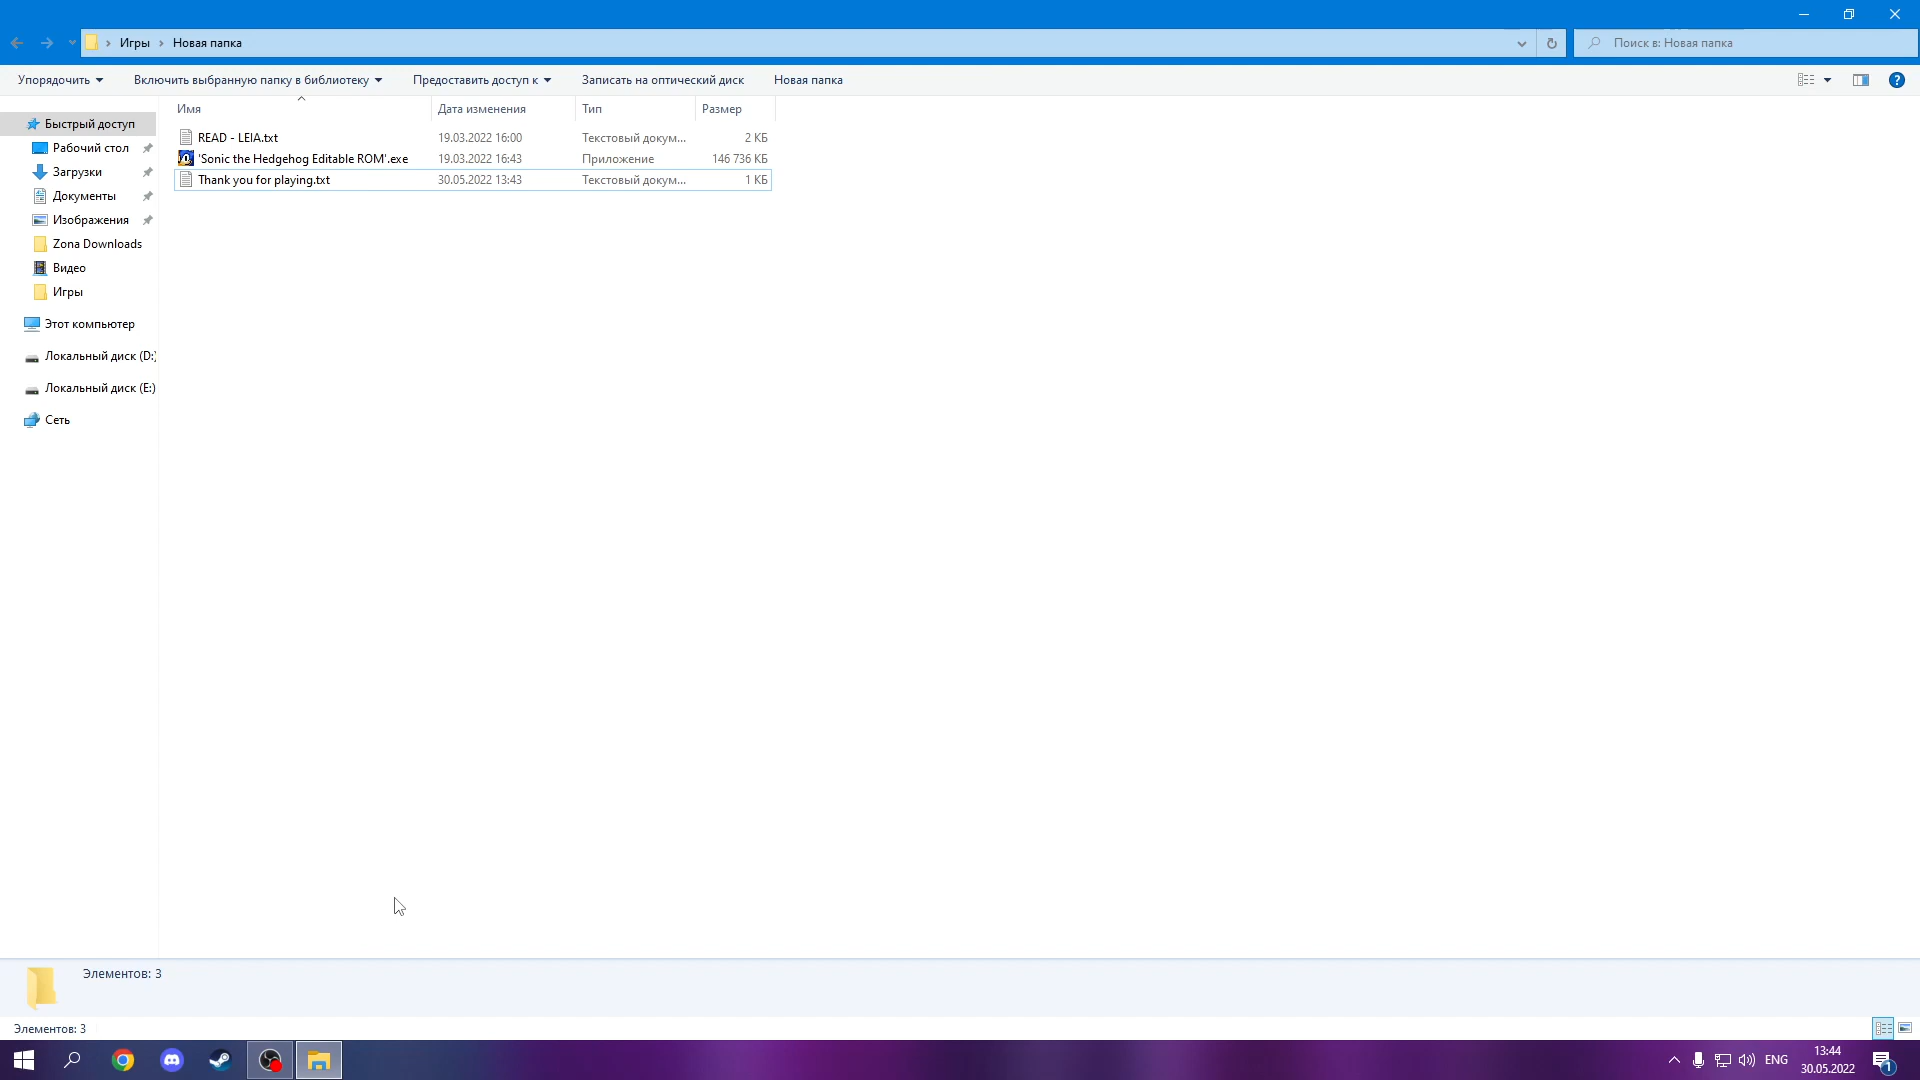 Игры
Новая папка
Поиск в: Новая папка
Упорядочить
Включить выбранную папку в библиотеку
Предоставить доступ к
Записать на оптический диск
Новая папка
Имя
Дата изменения
Тип
Размер
READ - LEIA.txt
19.03.2022 16:00
Текстовый докум...
2 КБ
'Sonic the Hedgehog Editable ROM'.exe
19.03.2022 16:43
Приложение
146 736 КБ
Thank you for playing.txt
30.05.2022 13:43
Текстовый докум...
1 КБ
Быстрый доступ
Рабочий стол
Загрузки
Документы
Изображения
Zona Downloads
Видео
Игры
Этот компьютер
Локальный диск (D:)
Локальный диск (E:)
Сеть
Элементов: 3
Элементов: 3
ENG
13:44
30.05.2022
1